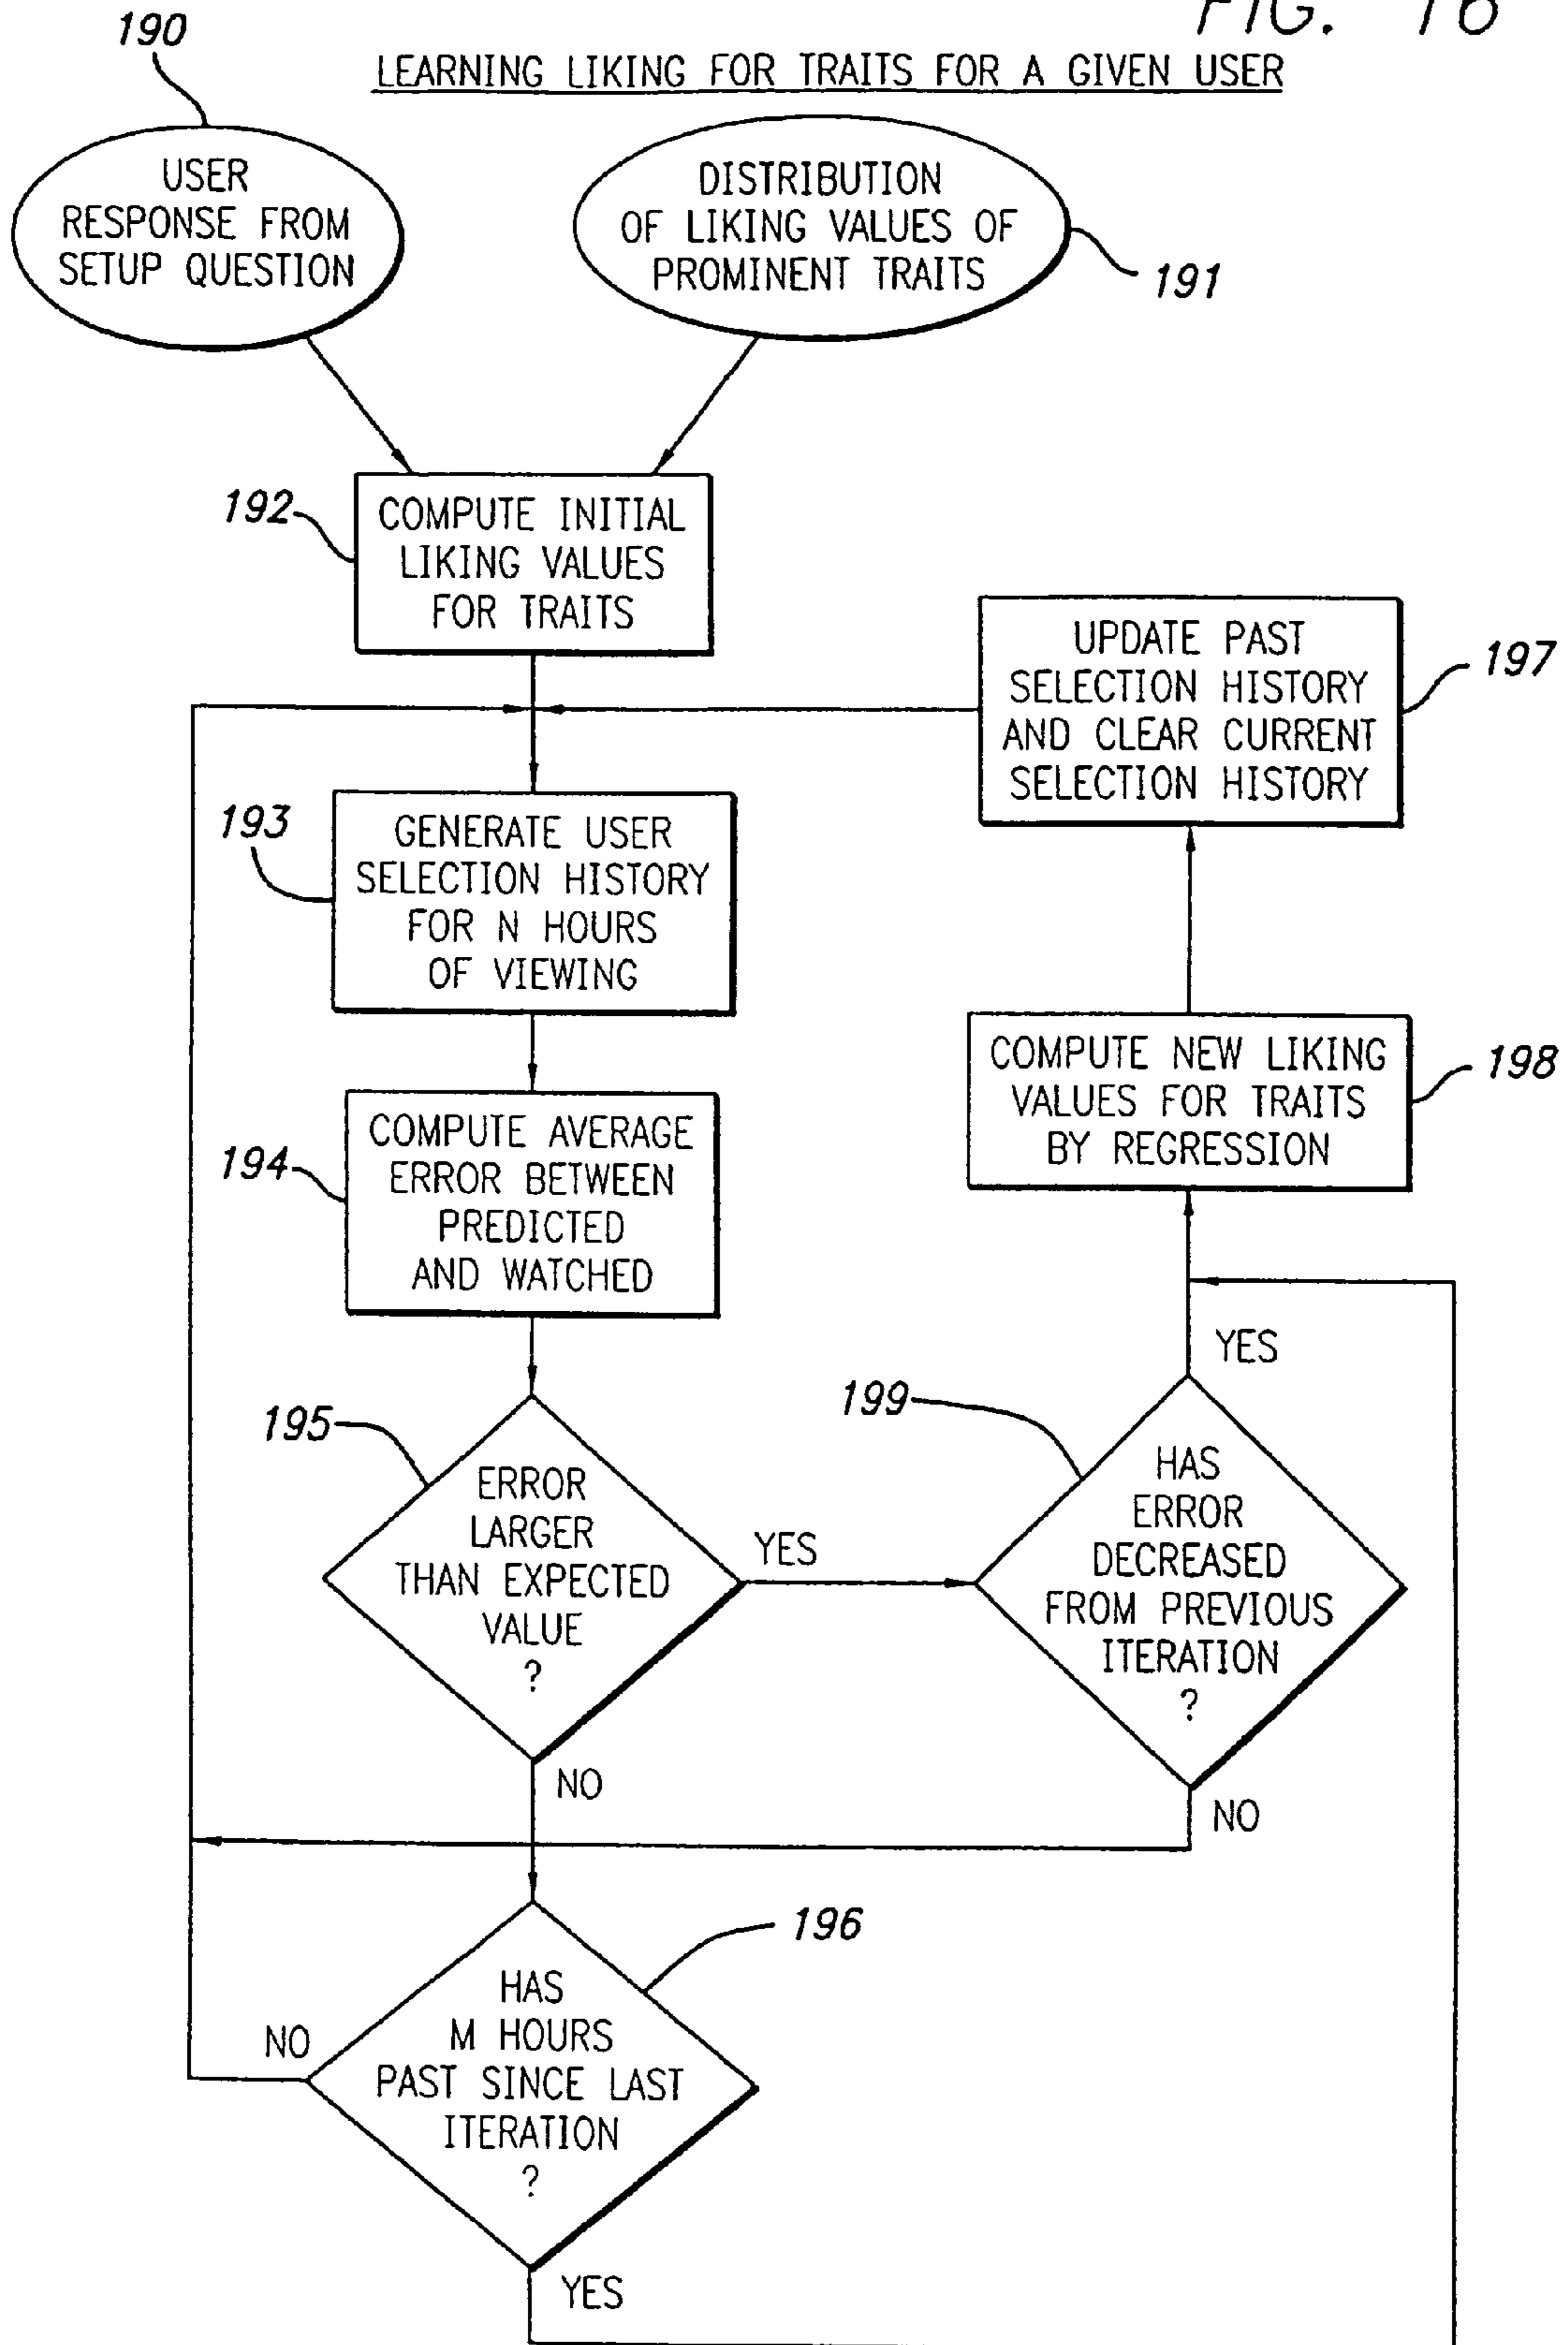 FIG. 16
LEARNING LIKING FOR TRAITS FOR A GIVEN USER
190
USER
RESPONSE FROM
SETUP QUESTION
DISTRIBUTION
OF LIKING VALUES OF
PROMINENT TRAITS
191
192
COMPUTE INITIAL
LIKING VALUES
FOR TRAITS
UPDATE PAST
SELECTION HISTORY
AND CLEAR CURRENT
SELECTION HISTORY
197
193
GENERATE USER
SELECTION HISTORY
FOR N HOURS
OF VIEWING
COMPUTE NEW LIKING
VALUES FOR TRAITS
BY REGRESSION
198
194
COMPUTE AVERAGE
ERROR BETWEEN
PREDICTED
AND WATCHED
195
ERROR
LARGER
THAN EXPECTED
VALUE
?
YES
NO
199
YES
HAS
ERROR
DECREASED
FROM PREVIOUS
ITERATION
?
NO
196
HAS
M HOURS
PAST SINCE LAST
ITERATION
?
NO
YES